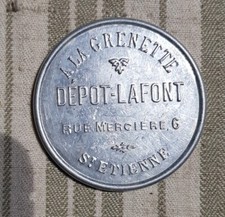 A LA GRENETTE
DEPOT-LAFONT
RUE MERCIERE, 6
ST ETIENNE